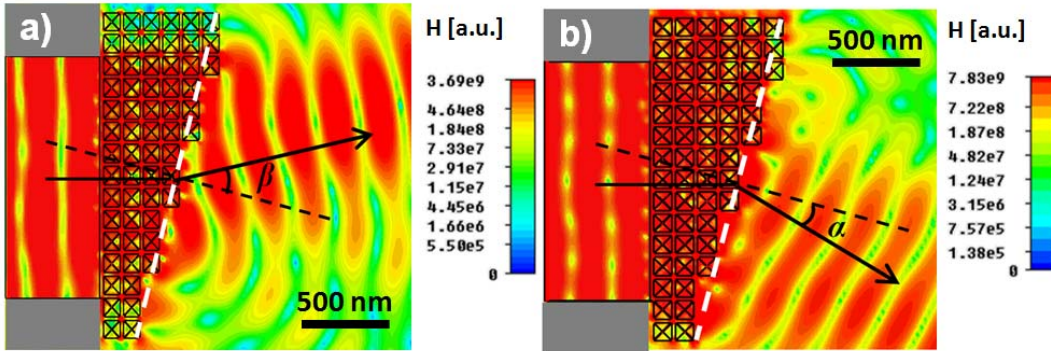 a)
β
500 nm
H [a.u.]
3.69e9
4.64e8
1.84e8
7.33e7
2.91e7
1.15e7
4.45e6
1.66e6
5.50e5
0
b)
500 nm
α
H [a.u.]
7.83e9
7.22e8
1.87e8
4.82e7
1.24e7
3.14e6
7.57e5
1.38e5
0